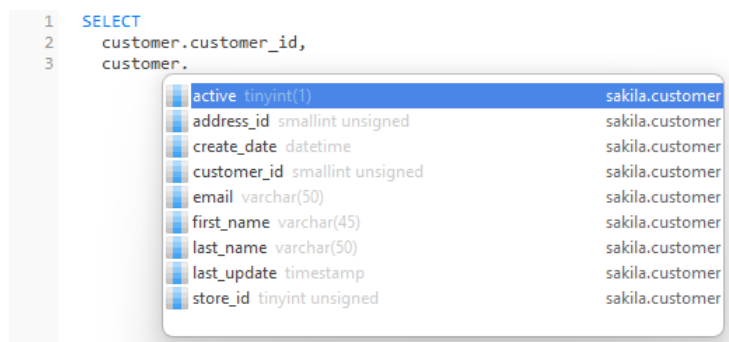 1 SELECT
2 customer.customer_id,
3 customer.
active tinyint(1) sakila.customer
address_id smallint unsigned sakila.customer
create_date datetime sakila.customer
customer_id smallint unsigned sakila.customer
email varchar(50) sakila.customer
first_name varchar(45) sakila.customer
last_name varchar(50) sakila.customer
last_update timestamp sakila.customer
store_id tinyint unsigned sakila.customer